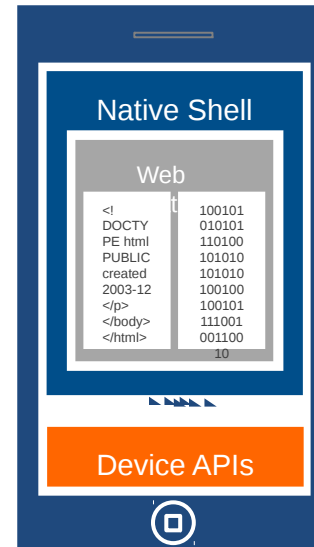 Native Shell
Web
<!
DOCTY
PE html
PUBLIC
created
2003-12
</p>
</body>
</html>
100101
010101
110100
101010
101010
100100
100101
111001
001100
10
Device APIs